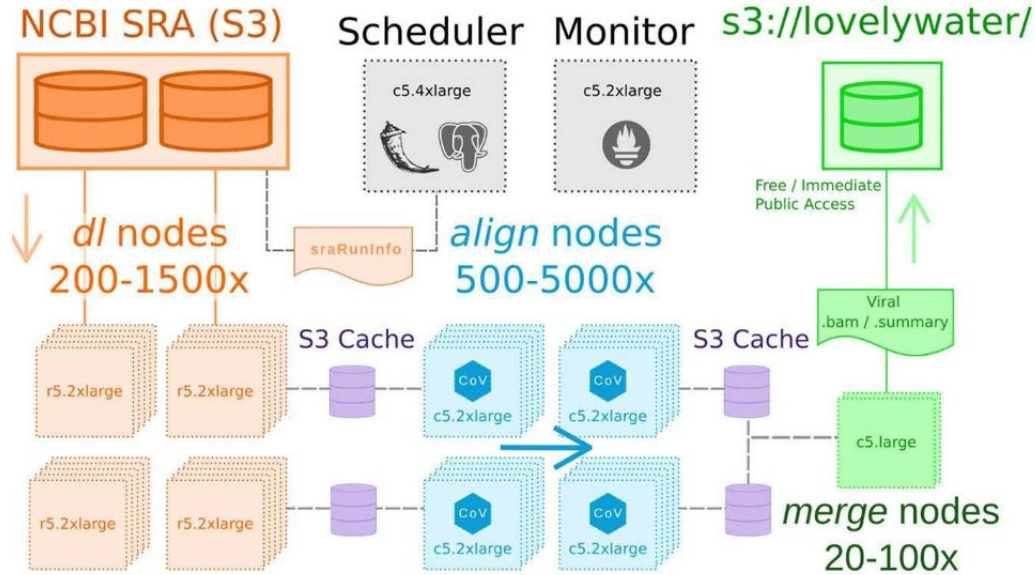 NCBI SRA (S3)
Scheduler
Monitor
s3://lovelywater/
c5.4xlarge
c5.2xlarge
Free / Immediate
Public Access
dl nodes
200-1500x
sraRunInfo
align nodes
500-5000x
Viral
.bam / .summary
S3 Cache
S3 Cache
r5.2xlarge
r5.2xlarge
CoV
c5.2xlarge
CoV
c5.2xlarge
c5.large
r5.2xlarge
r5.2xlarge
CoV
c5.2xlarge
CoV
c5.2xlarge
merge nodes
20-100x